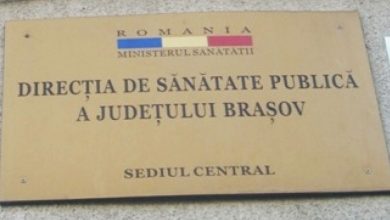 ROMANIA
MINISTERUL SANATATII
DIRECȚIA DE SĂNĂTATE PUBLICĂ
A JUDEȚULUI BRAȘOV
SEDIUL CENTRAL